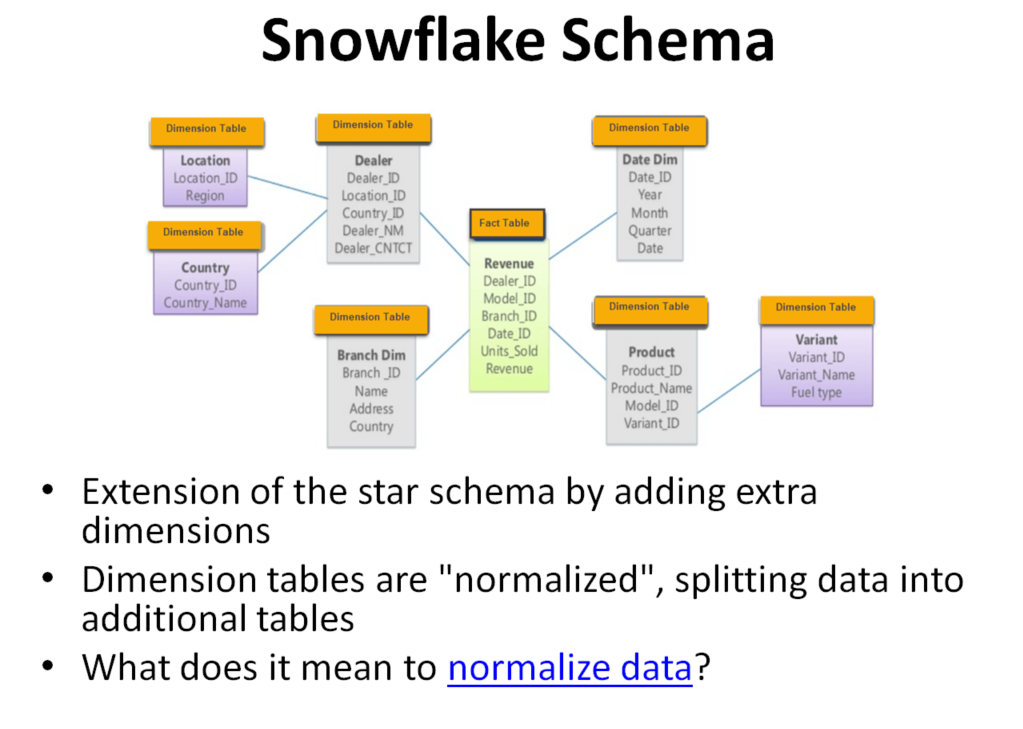 Snowflake Schema
Dimension Table
Location
Location_ID
Region
Dimension Table
Country
Country_ID
Country_Name
Dimension Table
Dealer
Dealer_ID
Location_ID
Country_ID
Dealer_NM
Dealer_CNTCT
Dimension Table
Branch Dim
Branch _ID
Name
Address
Country
Fact Table
Revenue
Dealer_ID
Model_ID
Branch_ID
Date_ID
Units_Sold
Revenue
Dimension Table
Date Dim
Date_ID
Year
Month
Quarter
Date
Dimension Table
Product
Product_ID
Product_Name
Model_ID
Variant_ID
Dimension Table
Variant
Variant_ID
Variant_Name
Fuel type
• Extension of the star schema by adding extra
dimensions
• Dimension tables are "normalized", splitting data into
additional tables
• What does it mean to normalize data?